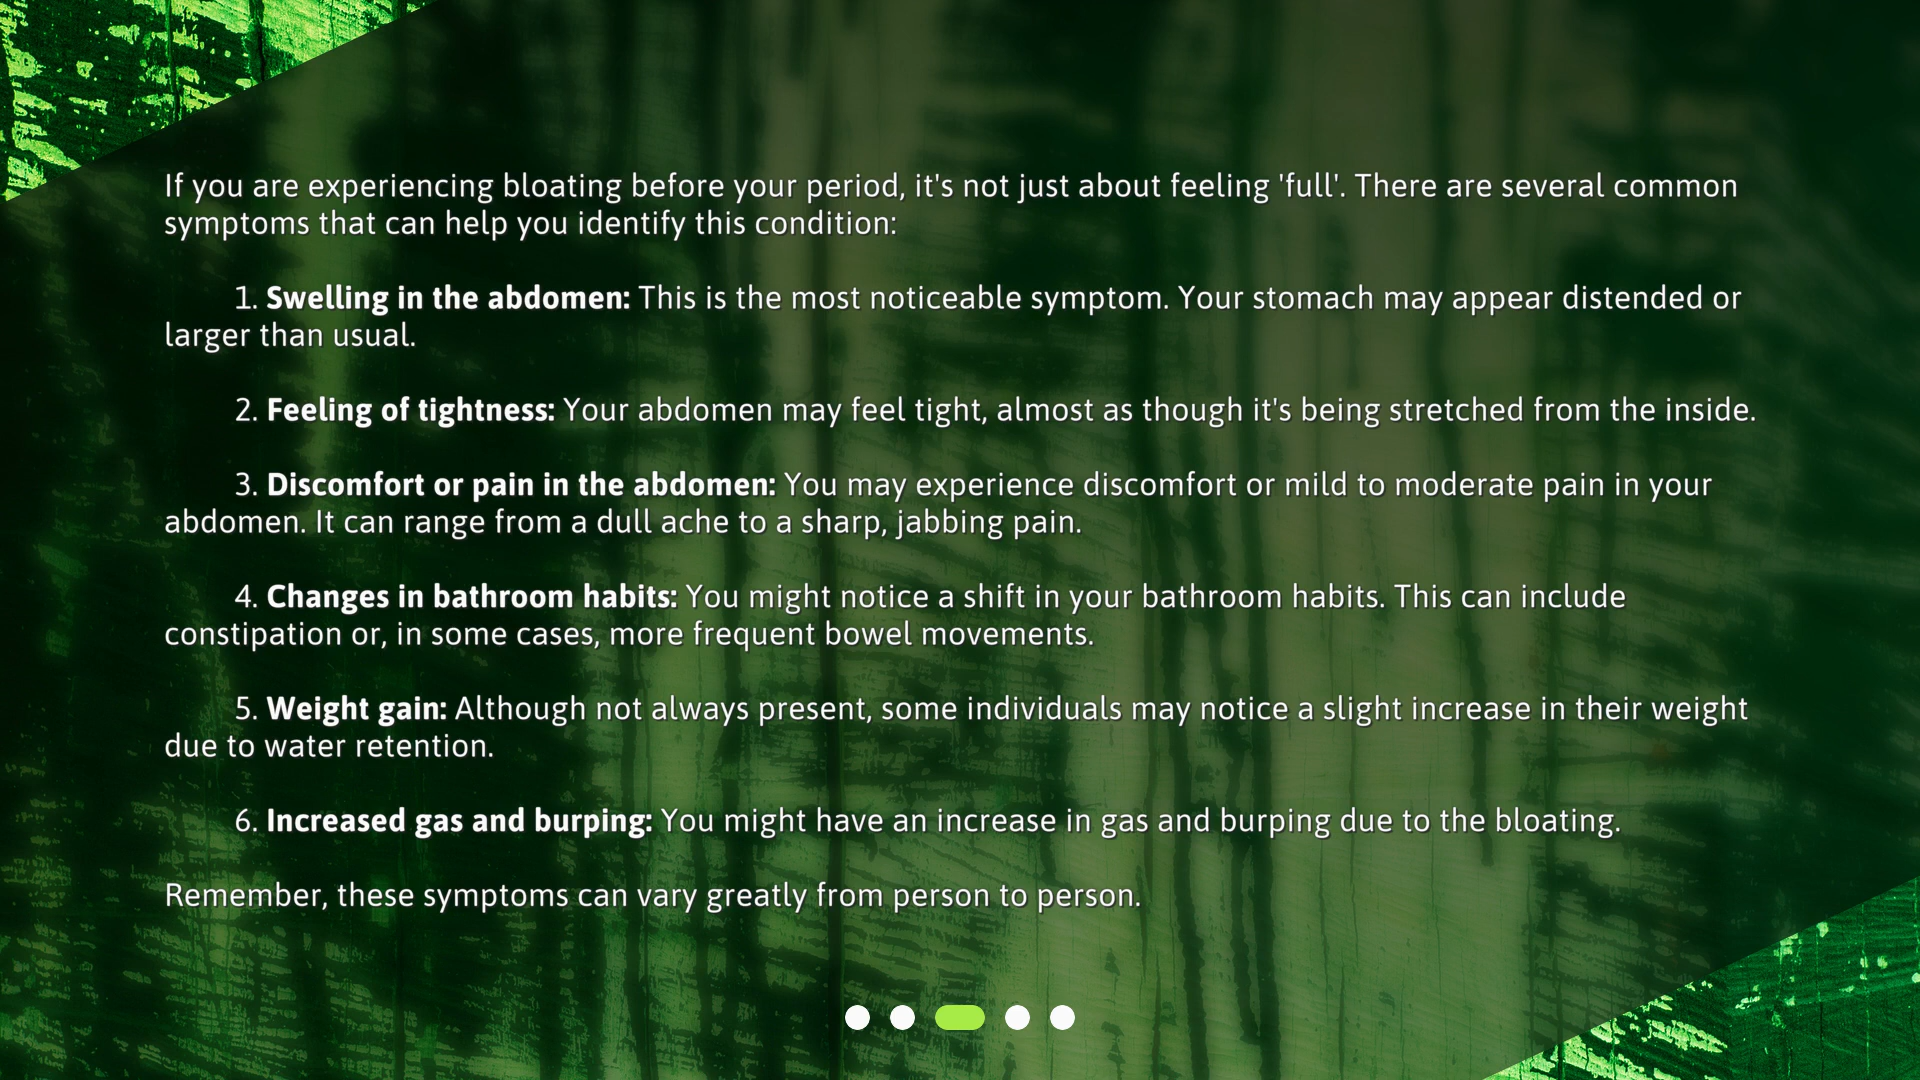 If you are experiencing bloating before your period, it's not just about feeling 'full'. There are several common
symptoms that can help you identify this condition:
1. Swelling in the abdomen: This is the most noticeable symptom. Your stomach may appear distended or
larger than usual.
2. Feeling of tightness: Your abdomen may feel tight, almost as though it's being stretched from the inside.
3. Discomfort or pain in the abdomen: You may experience discomfort or mild to moderate pain in your
abdomen. It can range from a dull ache to a sharp, jabbing pain.
4. Changes in bathroom habits: You might notice a shift in your bathroom habits. This can include
constipation or, in some cases, more frequent bowel movements.
5. Weight gain: Although not always present, some individuals may notice a slight increase in their weight
due to water retention.
6. Increased gas and burping: You might have an increase in gas and burping due to the bloating.
Remember, these symptoms can vary greatly from person to person.